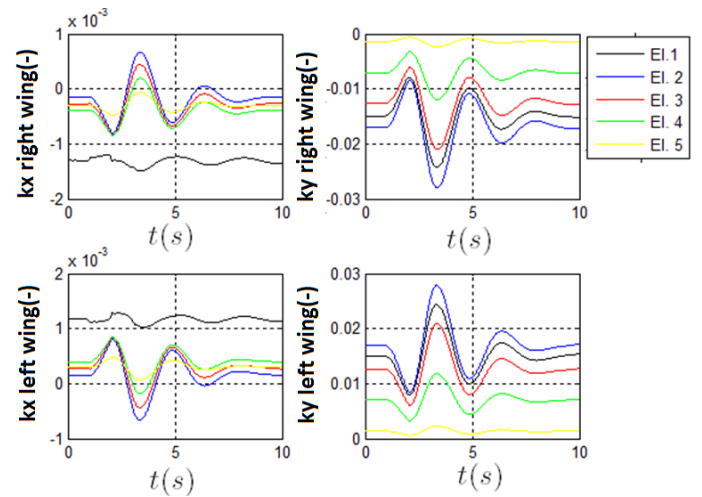 x 10⁻³
1
0
-1
-2
0 5 10
t(s)
kx right wing(-)
0
-0.01
-0.02
-0.03
0 5 10
t(s)
ky right wing(-)
El.1
El. 2
El. 3
El. 4
El. 5
x 10⁻³
2
1
0
-1
0 5 10
t(s)
kx left wing(-)
0.03
0.02
0.01
0
0 5 10
t(s)
ky left wing(-)